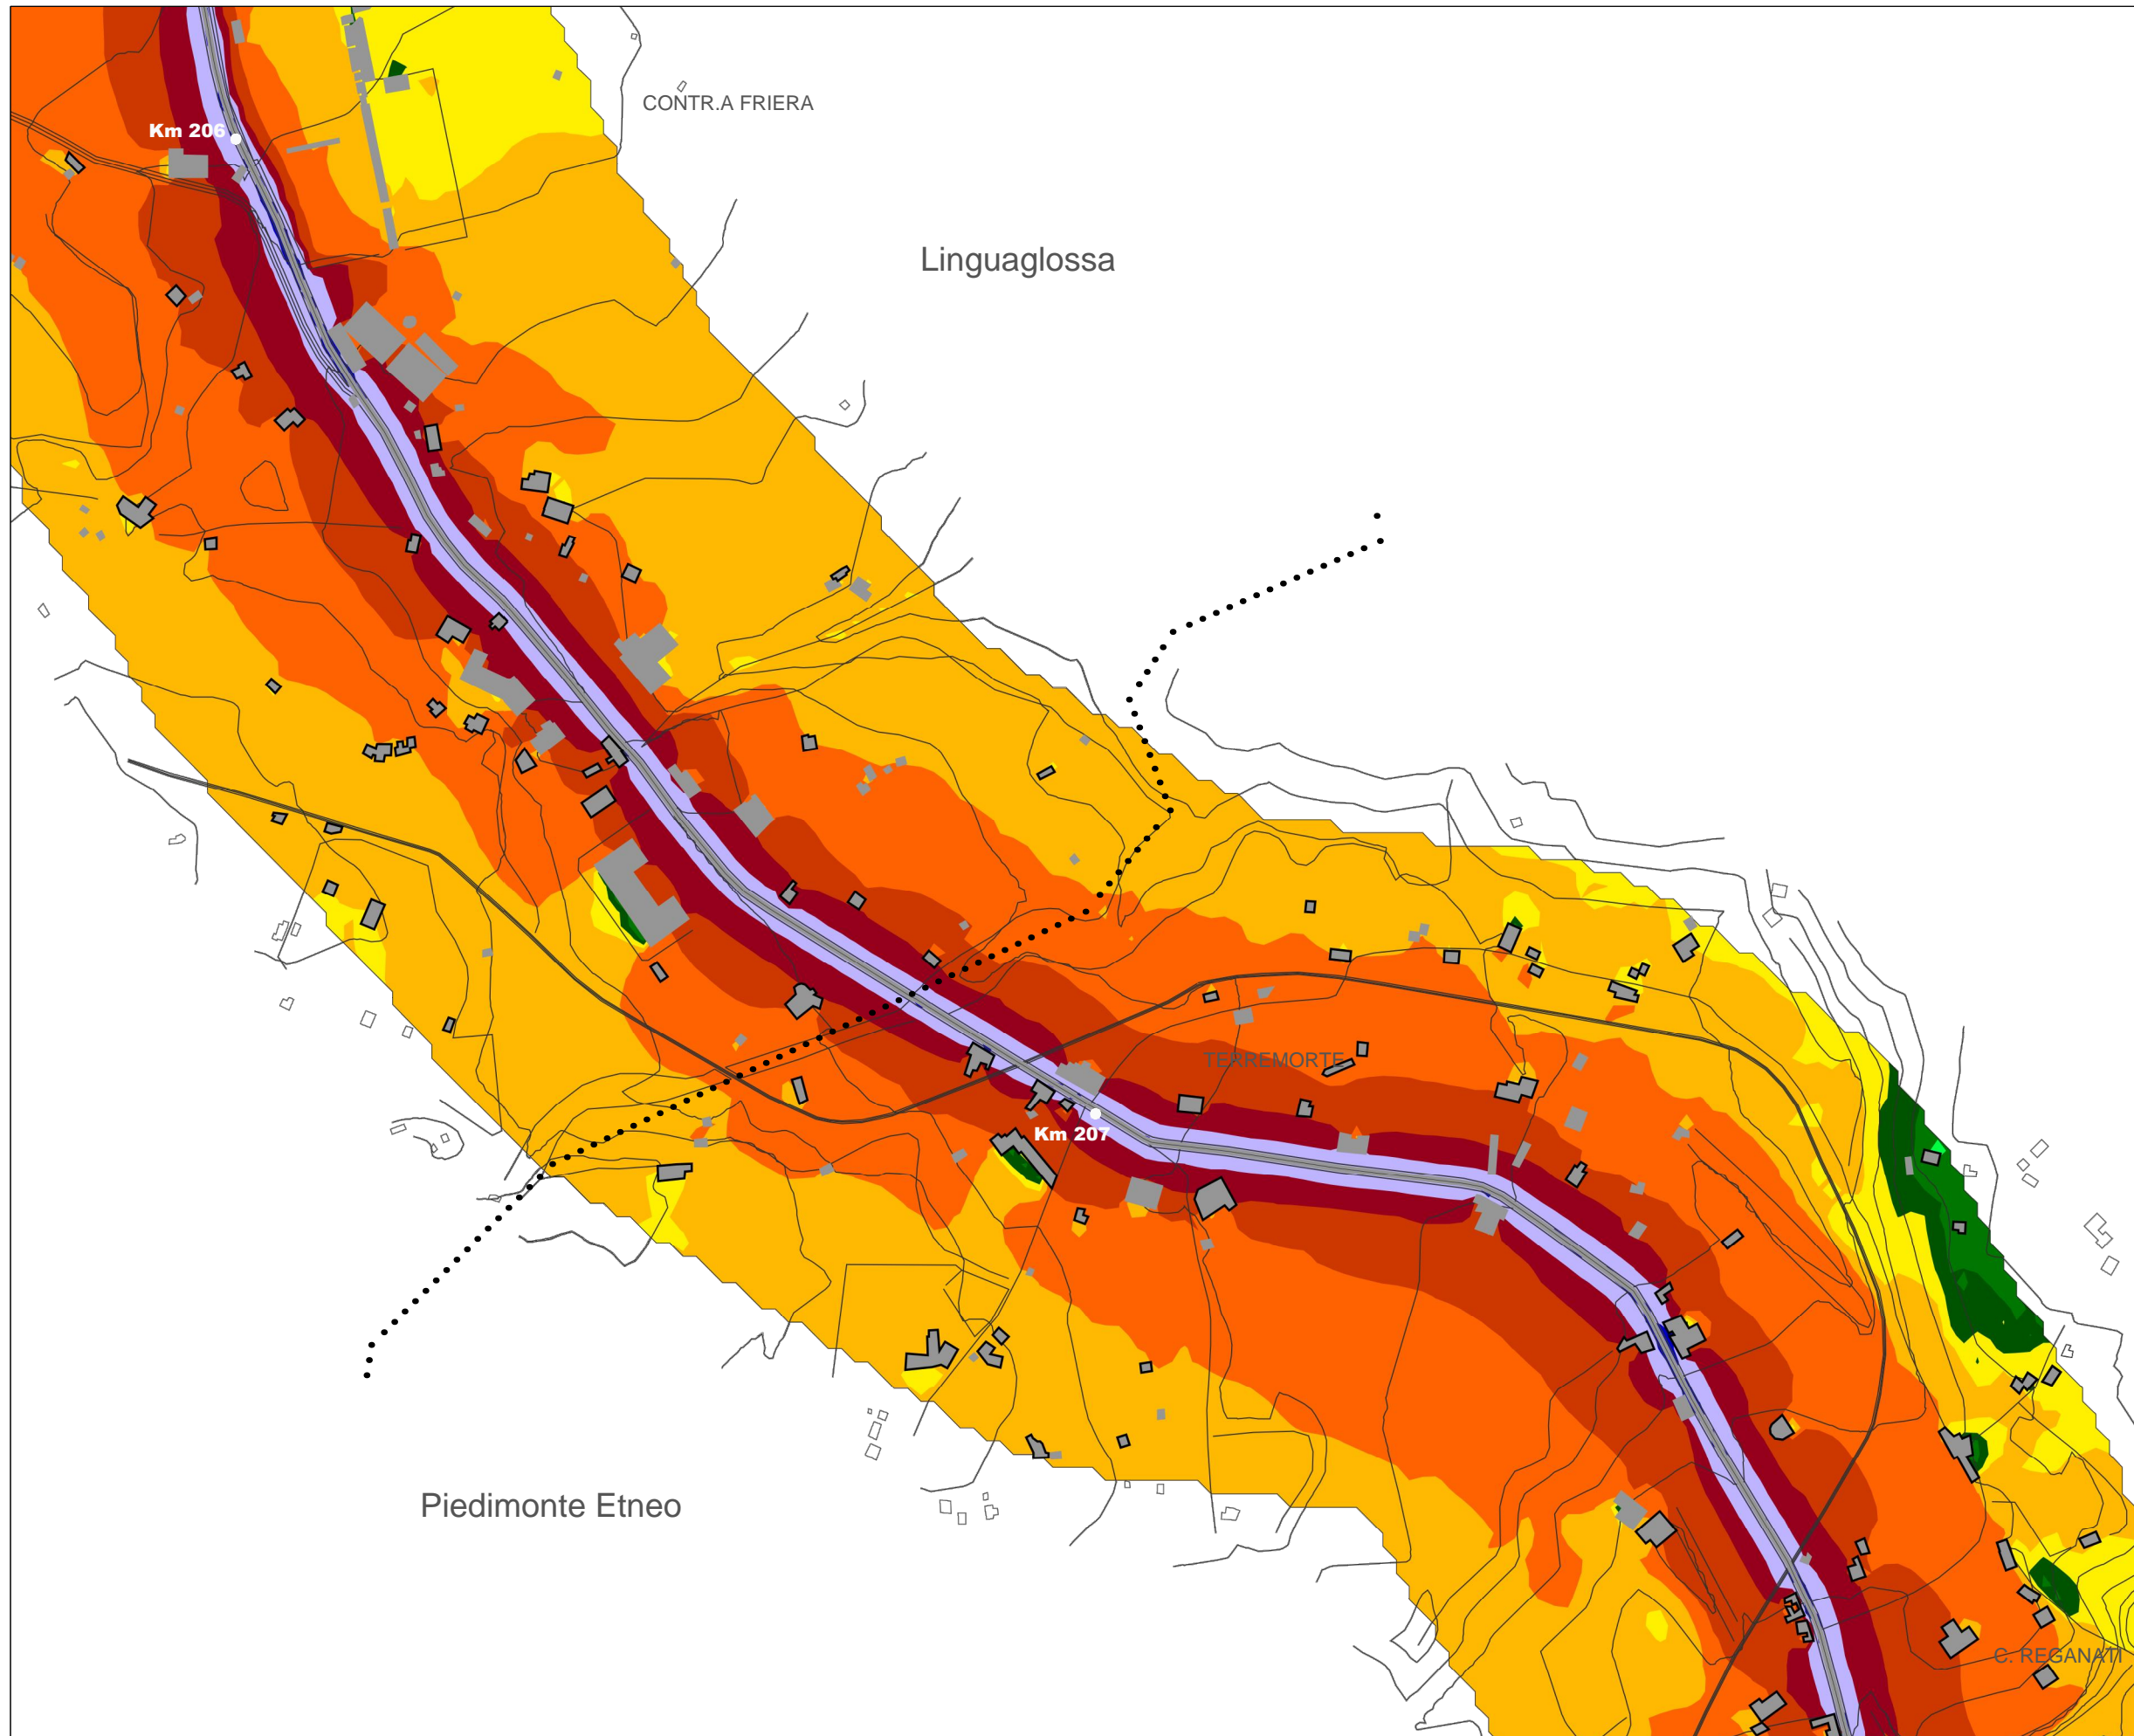 CONTR.A FRIERA
Km 206
Linguaglossa
TERREMORTE
Km 207
Piedimonte Etneo
C. REGANATI